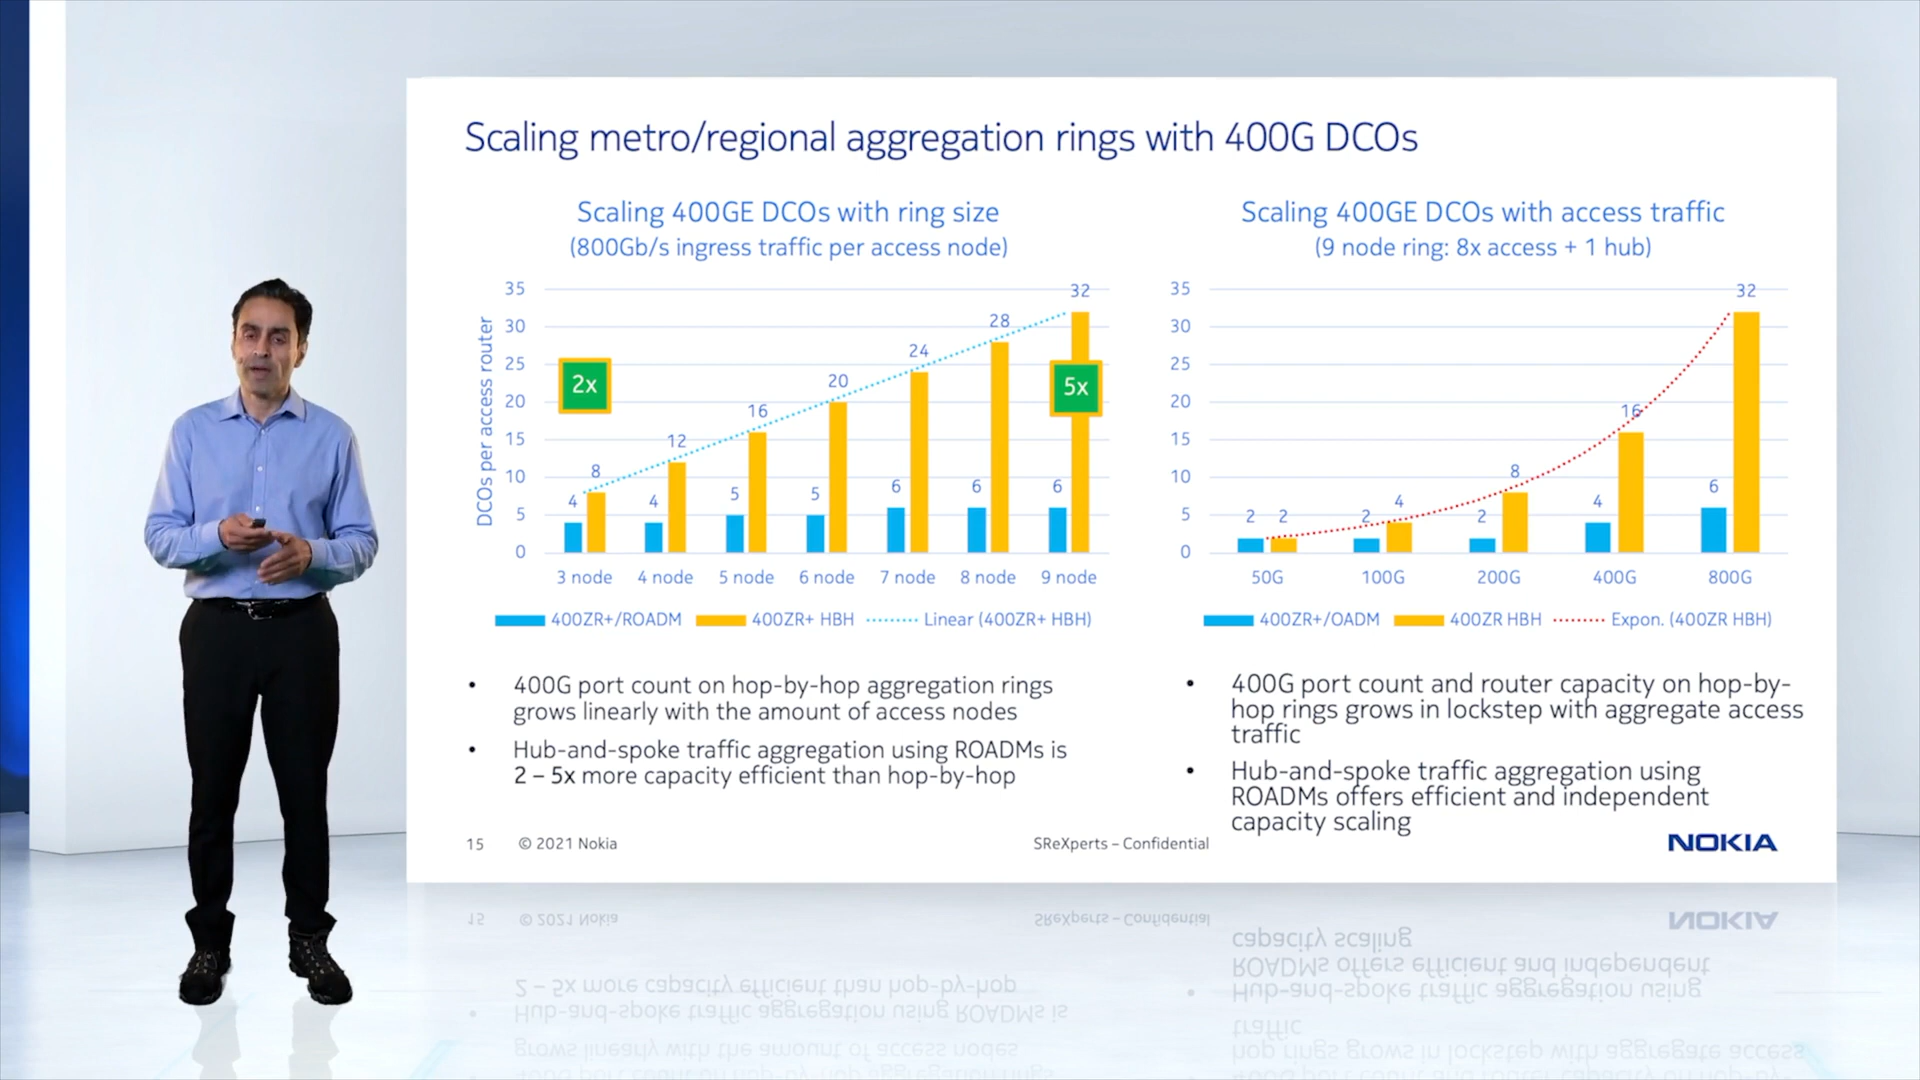 Scaling metro/regional aggregation rings with 400G DCOs
Scaling 400GE DCOs with ring size
(800Gb/s ingress traffic per access node)
DCOs per access router
35
30
25
20
15
10
5
0
2x
5x
4 8
4 12
5 16
5 20
6 24
6 28
6 32
3 node 4 node 5 node 6 node 7 node 8 node 9 node
400ZR+/ROADM 400ZR+ HBH Linear (400ZR+ HBH)
400G port count on hop-by-hop aggregation rings
grows linearly with the amount of access nodes
Hub-and-spoke traffic aggregation using ROADMs is
2 – 5x more capacity efficient than hop-by-hop
Scaling 400GE DCOs with access traffic
(9 node ring: 8x access + 1 hub)
35
30
25
20
15
10
5
0
2 2
2 4
2 8
4 16
6 32
50G 100G 200G 400G 800G
400ZR+/OADM 400ZR HBH Expon. (400ZR HBH)
400G port count and router capacity on hop-by-
hop rings grows in lockstep with aggregate access
traffic
Hub-and-spoke traffic aggregation using
ROADMs offers efficient and independent
capacity scaling
15 © 2021 Nokia SReXperts – Confidential NOKIA